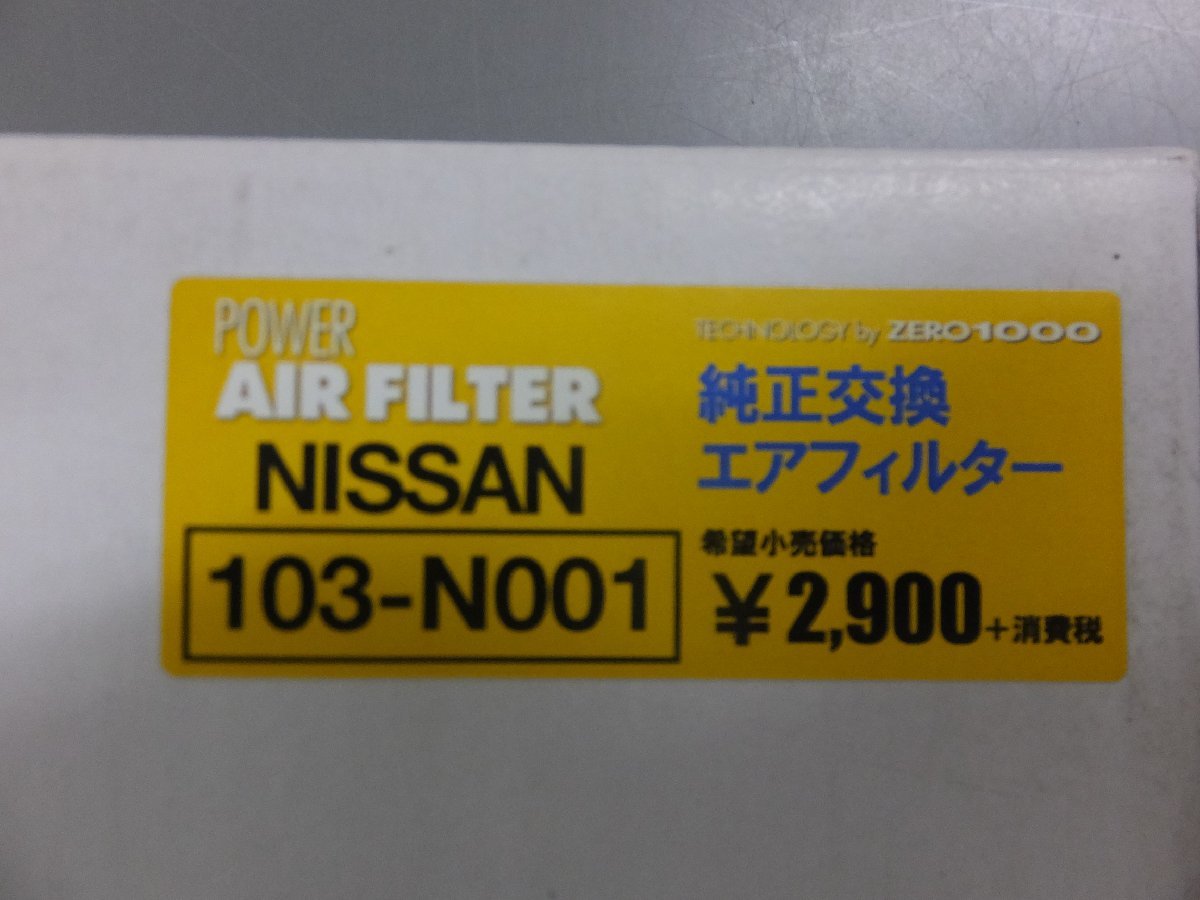 POWER
AIR FILTER
NISSAN
103-N001
TECHNOLOGY by ZERO1000
純正交換
エアフィルター
希望小売価格
¥2,900+消費税